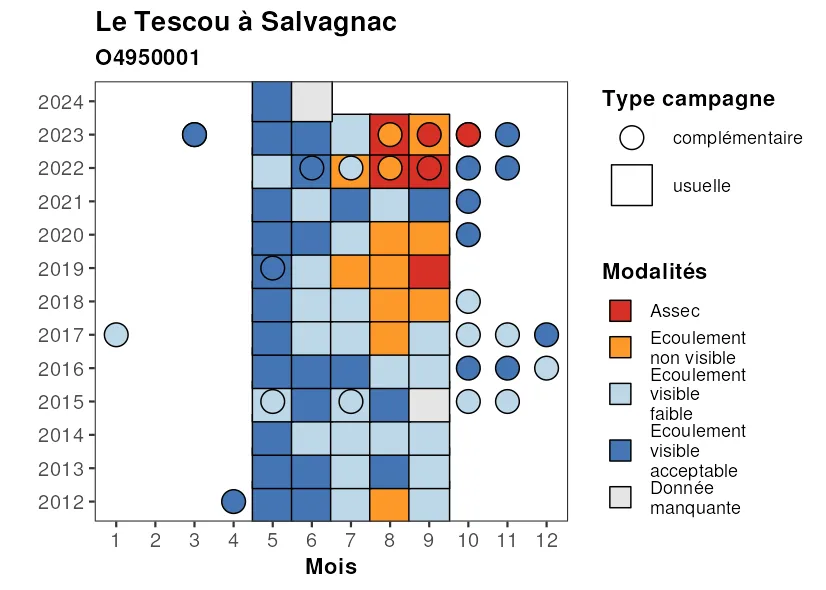 Le Tescou à Salvagnac
O4950001
2024
2023
2022
2021
2020
2019
2018
2017
2016
2015
2014
2013
2012
1 2 3 4 5 6 7 8 9 10 11 12
Mois
Type campagne
complémentaire
usuelle
Modalités
Assec
Ecoulement
non visible
Ecoulement
visible
faible
Ecoulement
visible
acceptable
Donnée
manquante